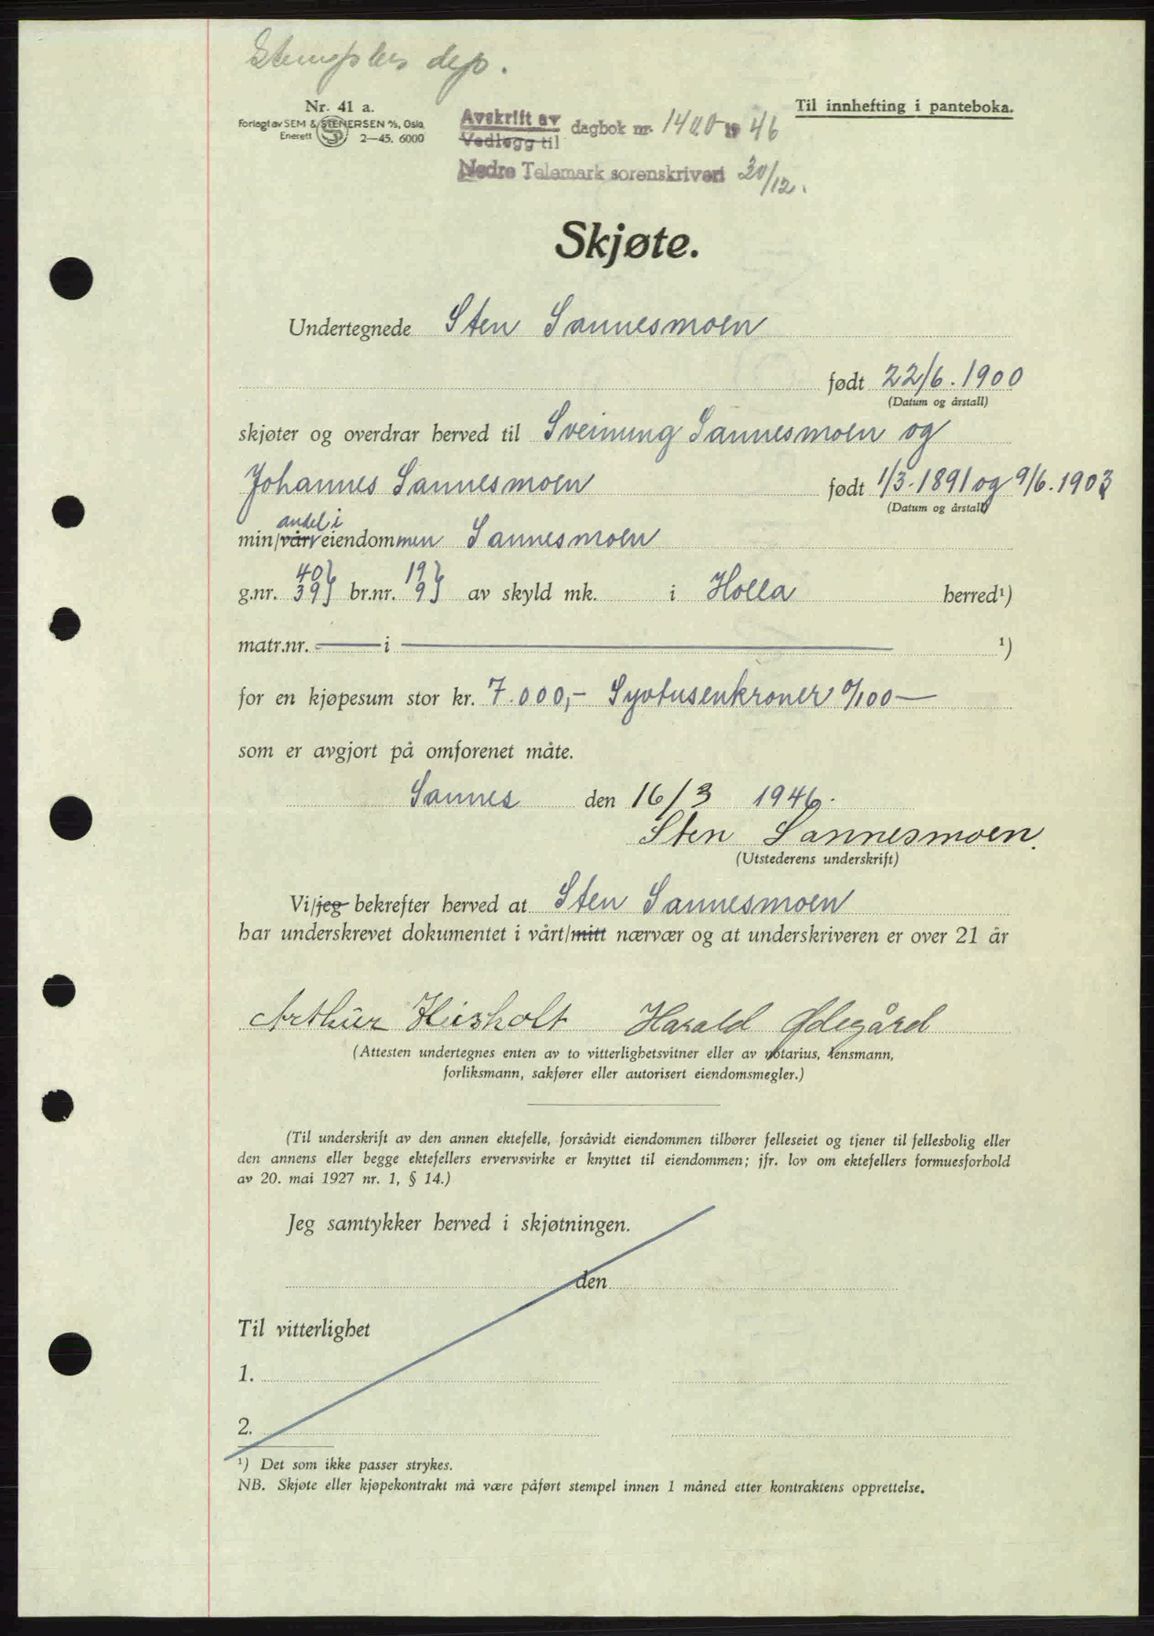 Stemples dep.
Nr. 41 a.
Forlagt av SEM & STENERSEN A/S, Oslo
Enerett 2—45. 6000
Til innhefting i panteboka.
Avskrift av
Vedlegg til
dagbok nr. 1400 1946
Nedre Telemark sorenskriveri 30/12.
Skjøte.
Undertegnede Sten Sannesmoen
født 22/6. 1900
(Datum og årstall)
skjøter og overdrar herved til Sveinung Sannesmoen og
Johannes Sannesmoen født 1/3. 1891 og 9/6. 1903
(Datum og årstall)
andel i
min/vår eiendommen Sannesmoen
40} 19}
g.nr. 39} br.nr. 9} av skyld mk. i Holla herred¹)
matr.nr. — i — ¹)
for en kjøpesum stor kr. 7.000,- Syvtusenkroner 0/100 —
som er avgjort på omforenet måte.
Sannes den 16/3 1946.
Sten Sannesmoen.
(Utstederens underskrift)
Vi/jeg bekrefter herved at Sten Sannesmoen
har underskrevet dokumentet i vårt/mitt nærvær og at underskriveren er over 21 år
Arthur Heisholt Harald Ødegård
(Attesten undertegnes enten av to vitterlighetsvitner eller av notarius, lensmann,
forliksmann, sakfører eller autorisert eiendomsmegler.)
(Til underskrift av den annen ektefelle, forsåvidt eiendommen tilhører felleseiet og tjener til fellesbolig eller
den annens eller begge ektefellers ervervsvirke er knyttet til eiendommen; jfr. lov om ektefellers formuesforhold
av 20. mai 1927 nr. 1, § 14.)
Jeg samtykker herved i skjøtningen.
den
Til vitterlighet
1.
2.
¹) Det som ikke passer strykes.
NB. Skjøte eller kjøpekontrakt må være påført stempel innen 1 måned etter kontraktens opprettelse.